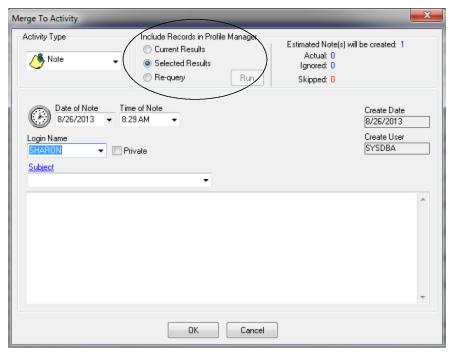 Merge To Activity
Activity Type
Note
Include Records in Profile Manager
Current Results
Selected Results
Re-query
Run
Estimated Note(s) will be created: 1
Actual: 0
Ignored: 0
Skipped: 0
Date of Note
8/26/2013
Time of Note
8:29 AM
Create Date
8/26/2013
Login Name
SHARON
Private
Create User
SYSDBA
Subject
OK
Cancel